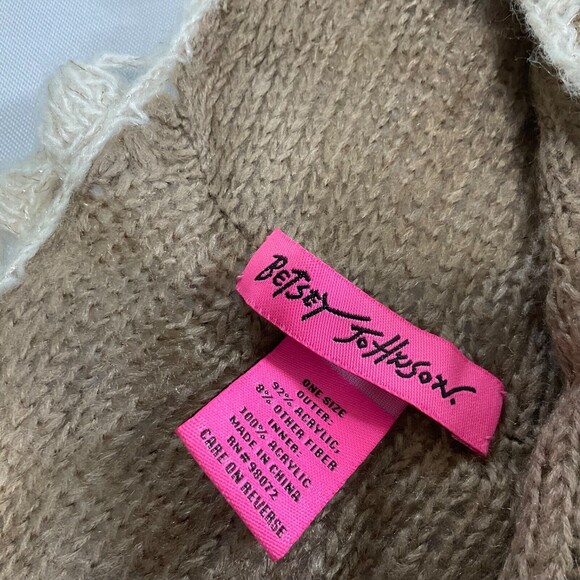 BETSEY JOHNSON.
ONE SIZE
OUTER:
92% ACRYLIC,
8% OTHER FIBER
INNER:
100% ACRYLIC
MADE IN CHINA
RN# 98072
CARE ON REVERSE